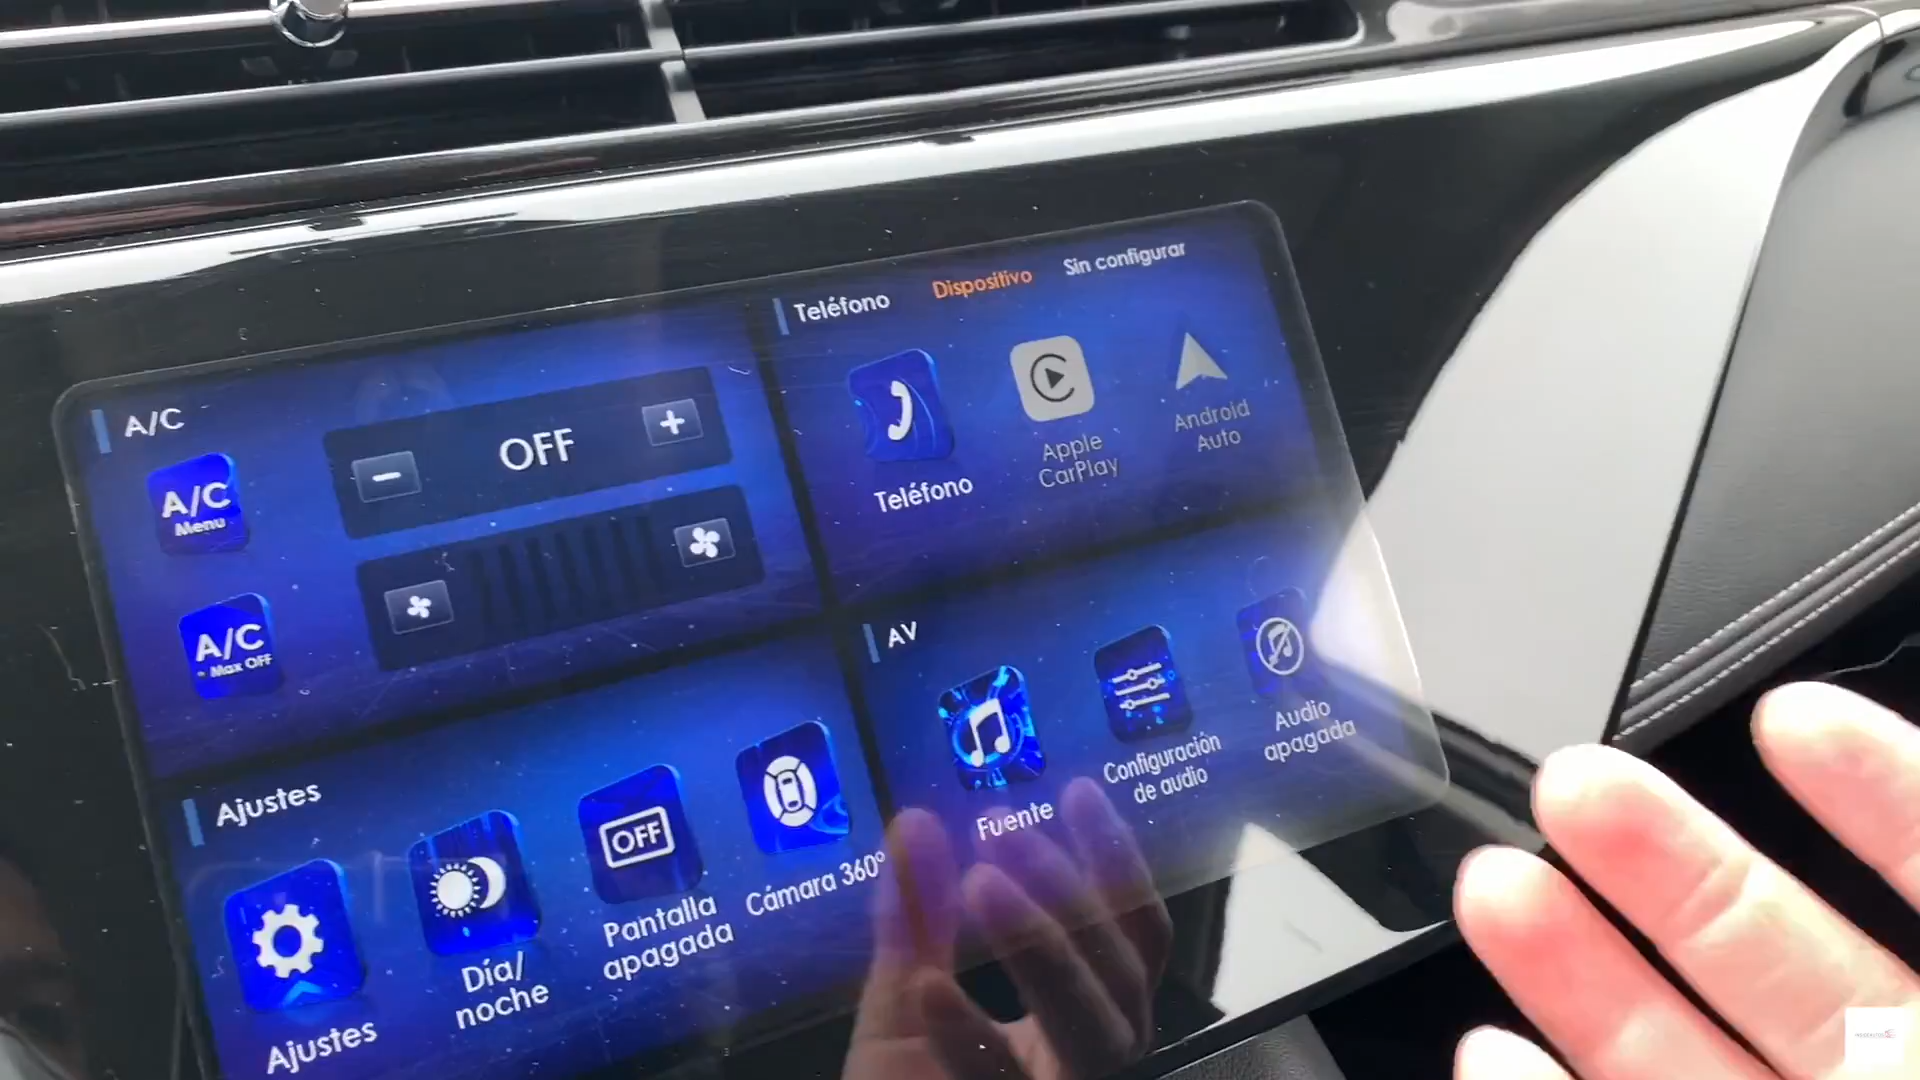 A/C
A/C
Menu
OFF
A/C
Max OFF
Teléfono
Dispositivo
Sin configurar
Teléfono
Apple
CarPlay
Android
Auto
Ajustes
Ajustes
Día/
noche
OFF
Pantalla
apagada
Cámara 360°
AV
Fuente
Configuración
de audio
Audio
apagada